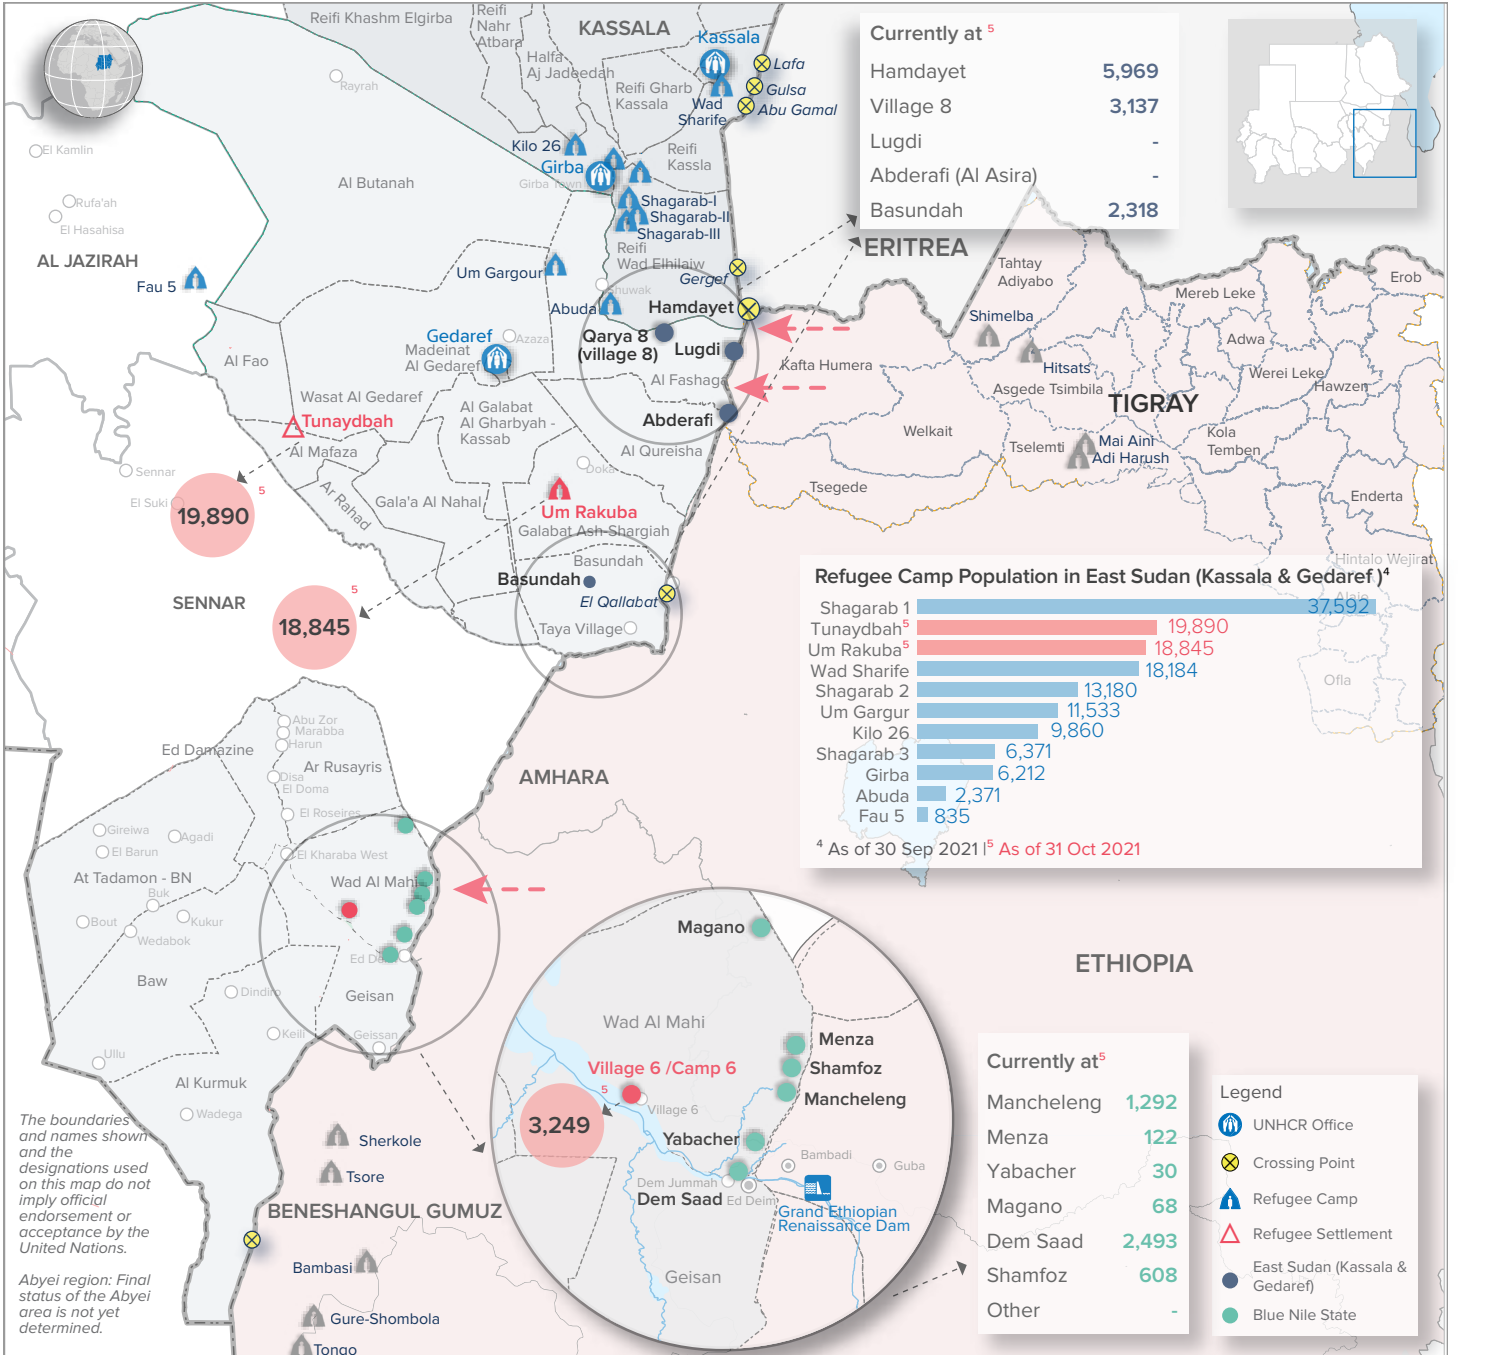 Reifi Khashm Elgirba
Reifi
Nahr
Atbara
KASSALA
Kassala
Halfa
Aj Jadeedah
Reifi Gharb
Kassala
Wad
Sharife
Lafa
Gulsa
Abu Gamal
Rayrah
El Kamlin
Kilo 26
Girba
Girba Town
Reifi
Kassla
Al Butanah
Rufa'ah
El Hasahisa
Shagarab-I
Shagarab-II
Shagarab-III
AL JAZIRAH
Reifi
Wad Elhilaiw
Um Gargour
Gergef
Fau 5
Shuwak
Abuda
Hamdayet
Gedaref
Azaza
Madeinat
Al Gedaref
Qarya 8
(village 8)
Lugdi
Al Fao
Al Fashaga
Wasat Al Gedaref
Al Galabat
Al Gharbyah -
Kassab
Abderafi
Tunaydbah
Al Mafaza
Al Qureisha
Doka
Sennar
El Suki
19,890
5
Ar Rahad
Gala'a Al Nahal
Um Rakuba
Galabat Ash-Shargiah
Basundah
Basundah
El Qallabat
SENNAR
18,845
5
Taya Village
Currently at 5
Hamdayet 5,969
Village 8 3,137
Lugdi -
Abderafi (Al Asira) -
Basundah 2,318
ERITREA
Tahtay
Adiyabo
Mereb Leke
Erob
Shimelba
Adwa
Kafta Humera
Hitsats
Werei Leke
Asgede Tsimbila
Hawzen
TIGRAY
Welkait
Tselemti
Mai Aini
Adi Harush
Kola
Temben
Tsegede
Enderta
Hintalo Wejirat
Alaje
Ofla
Refugee Camp Population in East Sudan (Kassala & Gedaref )4
Shagarab 1 37,592
Tunaydbah5 19,890
Um Rakuba5 18,845
Wad Sharife 18,184
Shagarab 2 13,180
Um Gargur 11,533
Kilo 26 9,860
Shagarab 3 6,371
Girba 6,212
Abuda 2,371
Fau 5 835
4 As of 30 Sep 2021 |5 As of 31 Oct 2021
Abu Zor
Marabba
Harun
Ed Damazine
Ar Rusayris
Disa
El Doma
AMHARA
El Roseires
Gireiwa
Agadi
El Barun
El Kharaba West
At Tadamon - BN
Wad Al Mahi
Buk
Bout
Kukur
Wedabok
Ed Deim
Baw
Dindiro
Geisan
Keili
Geissan
Ullu
Al Kurmuk
Wadega
Magano
Wad Al Mahi
Menza
Shamfoz
Village 6 /Camp 6
Mancheleng
5
3,249
Village 6
Yabacher
Bambadi
Guba
Dem Jummah
Dem Saad
Ed Deim
Grand Ethiopian
Renaissance Dam
Geisan
ETHIOPIA
The boundaries
and names shown
and the
designations used
on this map do not
imply official
endorsement or
acceptance by the
United Nations.
Abyei region: Final
status of the Abyei
area is not yet
determined.
Sherkole
Tsore
BENESHANGUL GUMUZ
Bambasi
Gure-Shombola
Tongo
Currently at5
Mancheleng 1,292
Menza 122
Yabacher 30
Magano 68
Dem Saad 2,493
Shamfoz 608
Other -
Legend
UNHCR Office
Crossing Point
Refugee Camp
Refugee Settlement
East Sudan (Kassala &
Gedaref)
Blue Nile State